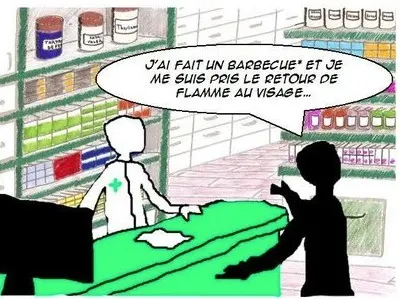 J'AI FAIT UN BARBECUE* ET JE
ME SUIS PRIS LE RETOUR DE
FLAMME AU VISAGE...